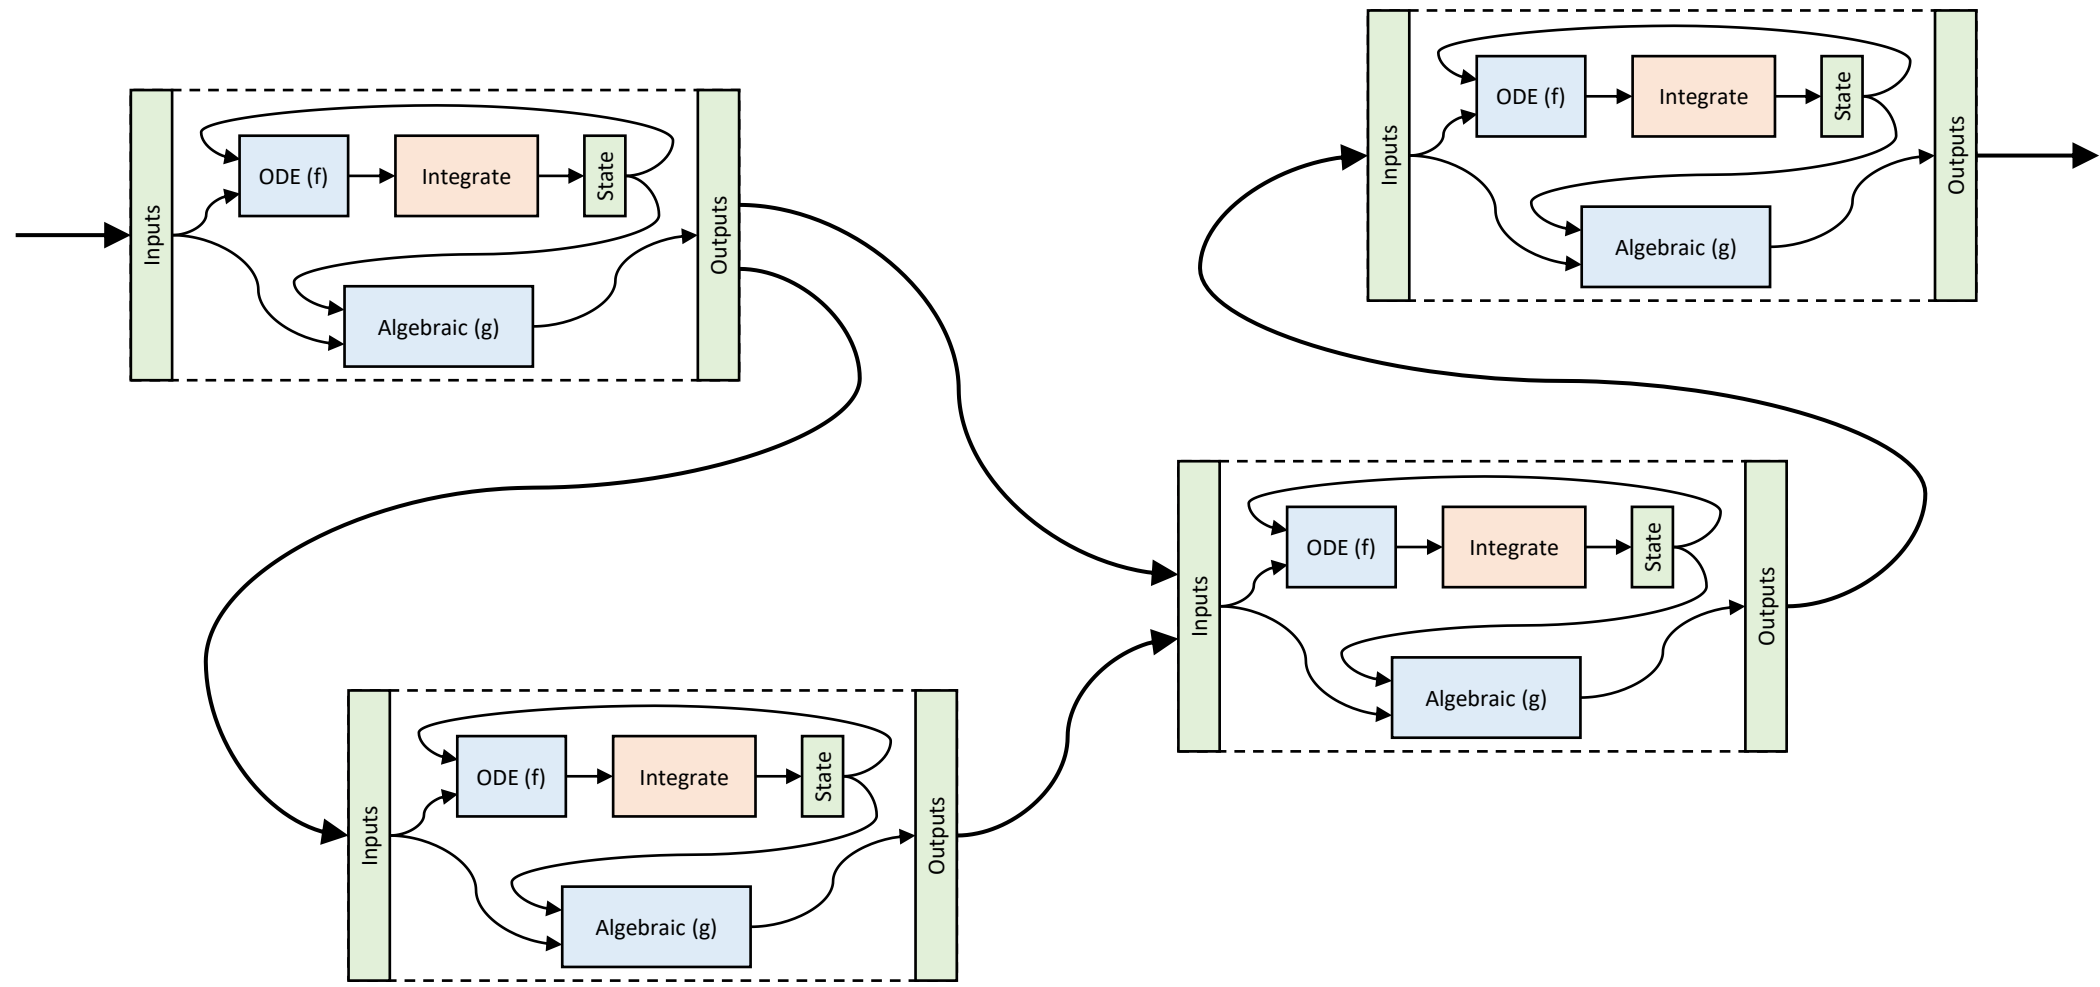 Inputs
ODE (f)
Integrate
State
Algebraic (g)
Outputs
Inputs
ODE (f)
Integrate
State
Algebraic (g)
Outputs
Inputs
ODE (f)
Integrate
State
Algebraic (g)
Outputs
Inputs
ODE (f)
Integrate
State
Algebraic (g)
Outputs